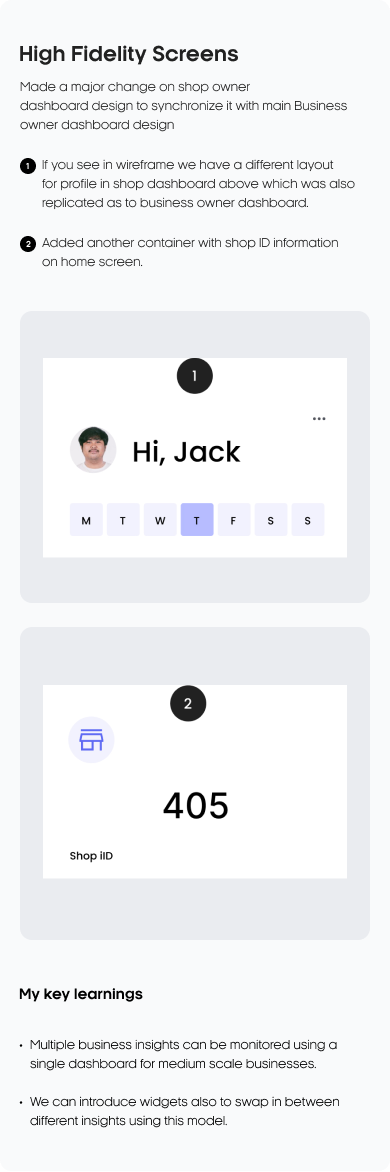 High Fidelity Screens
Made a major change on shop owner
dashboard design to synchronize it with main Business
owner dashboard design
1 If you see in wireframe we have a different layout
for profile in shop dashboard above which was also
replicated as to business owner dashboard.
2 Added another container with shop ID information
on home screen.
1
Hi, Jack
M T W T F S S
2
405
Shop iID
My key learnings
• Multiple business insights can be monitored using a
single dashboard for medium scale businesses.
• We can introduce widgets also to swap in between
different insights using this model.